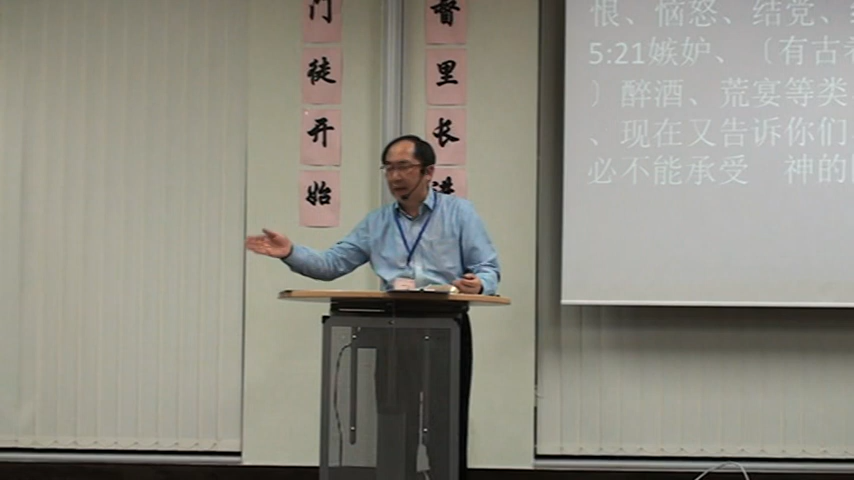 恨、恼怒、结党、
5:21嫉妒、〔有古
〕醉酒、荒宴等类
、现在又告诉你们
必不能承受 神的
门徒开始
督里长进